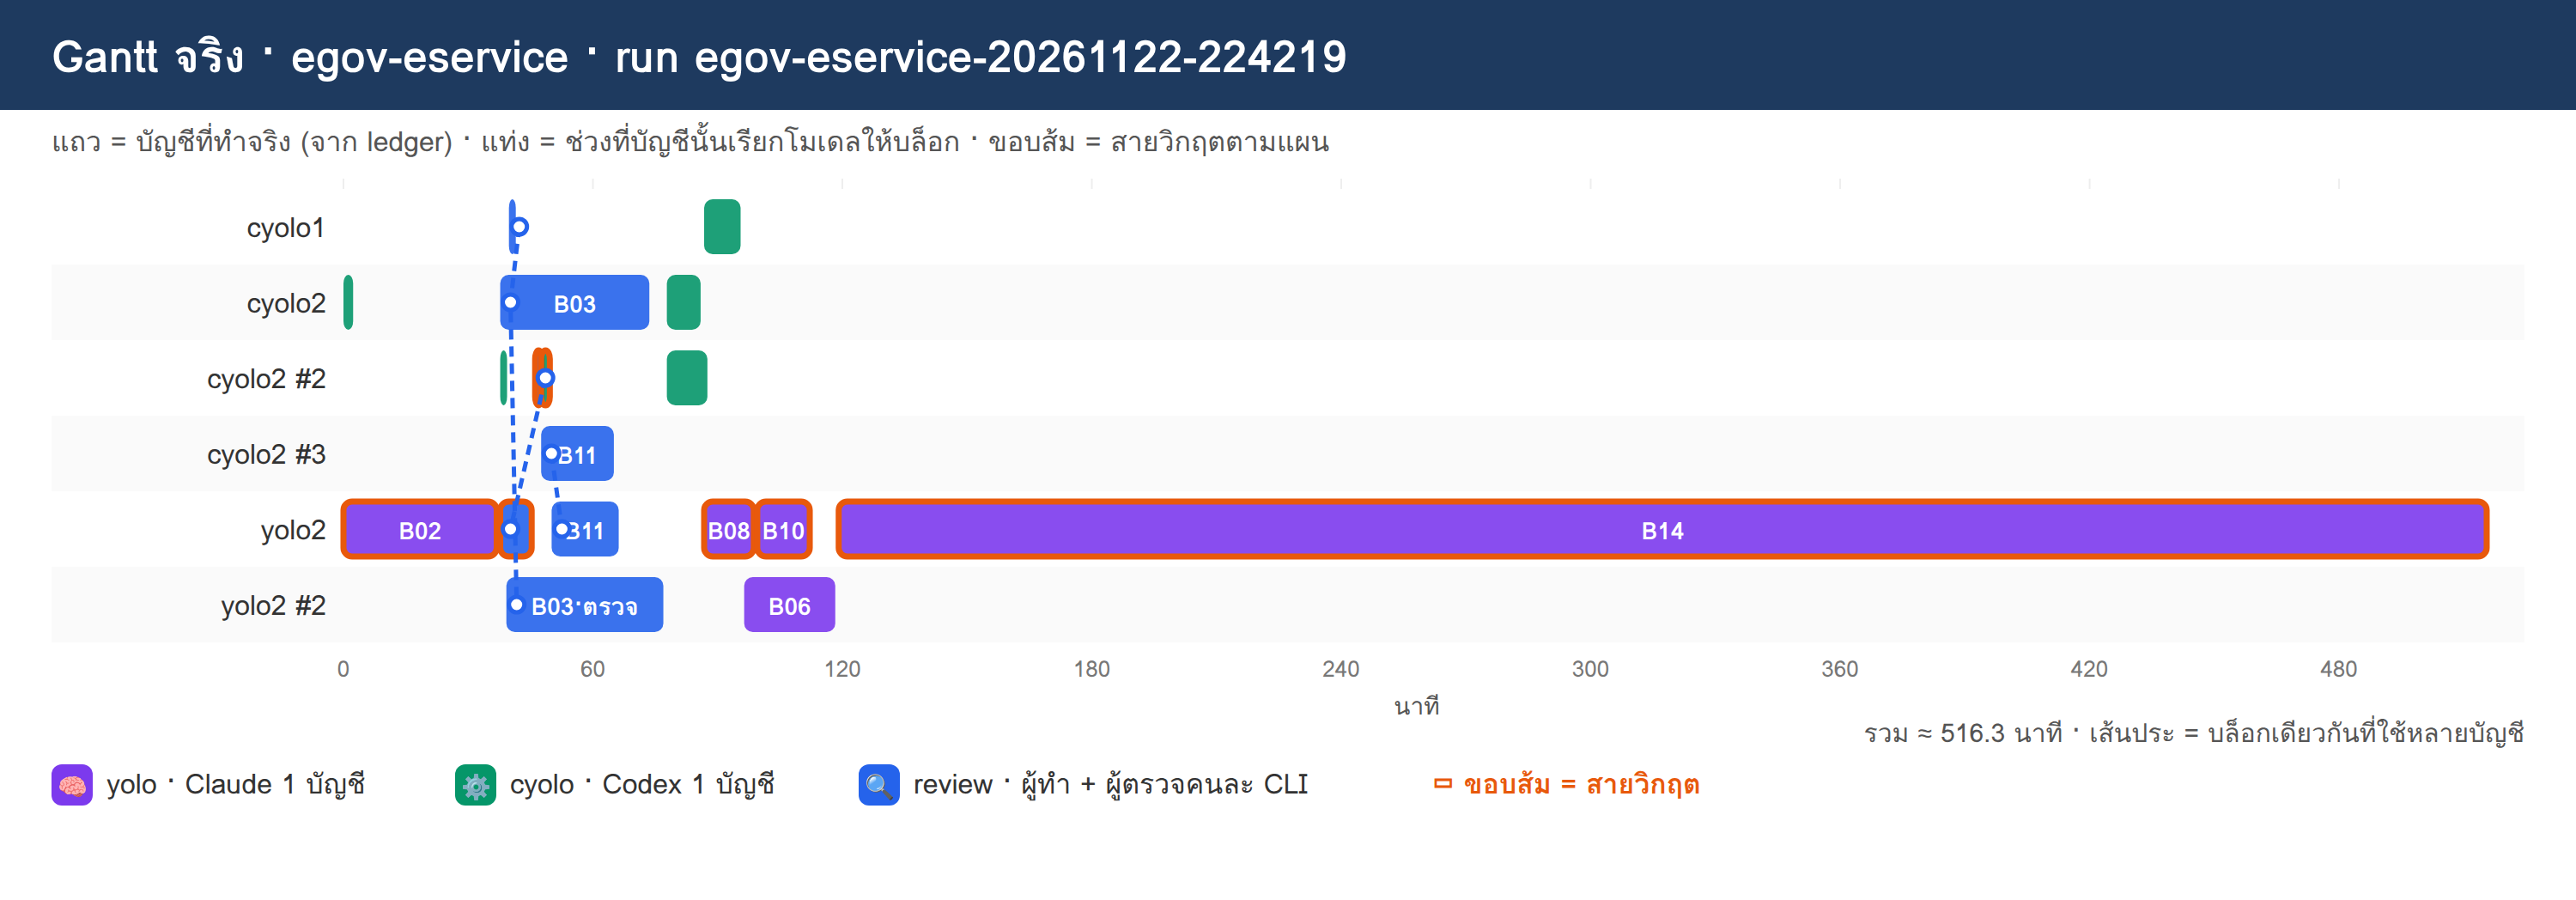 Gantt จริง · egov-eservice · run egov-eservice-20261122-224219
แถว = บัญชีที่ทำจริง (จาก ledger) · แท่ง = ช่วงที่บัญชีนั้นเรียกโมเดลให้บล็อก · ขอบส้ม = สายวิกฤตตามแผน
cyolo1
cyolo2 B03
cyolo2 #2
cyolo2 #3 B11
yolo2 B02 B11 B08 B10 B14
yolo2 #2 B03·ตรวจ B06
0 60 120 180 240 300 360 420 480
นาที
รวม ≈ 516.3 นาที · เส้นประ = บล็อกเดียวกันที่ใช้หลายบัญชี
yolo · Claude 1 บัญชี cyolo · Codex 1 บัญชี review · ผู้ทำ + ผู้ตรวจคนละ CLI ขอบส้ม = สายวิกฤต